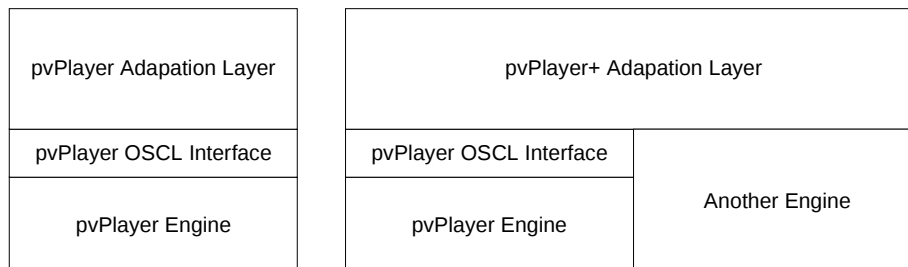 pvPlayer Adapation Layer
pvPlayer OSCL Interface
pvPlayer Engine
pvPlayer+ Adapation Layer
pvPlayer OSCL Interface
pvPlayer Engine
Another Engine